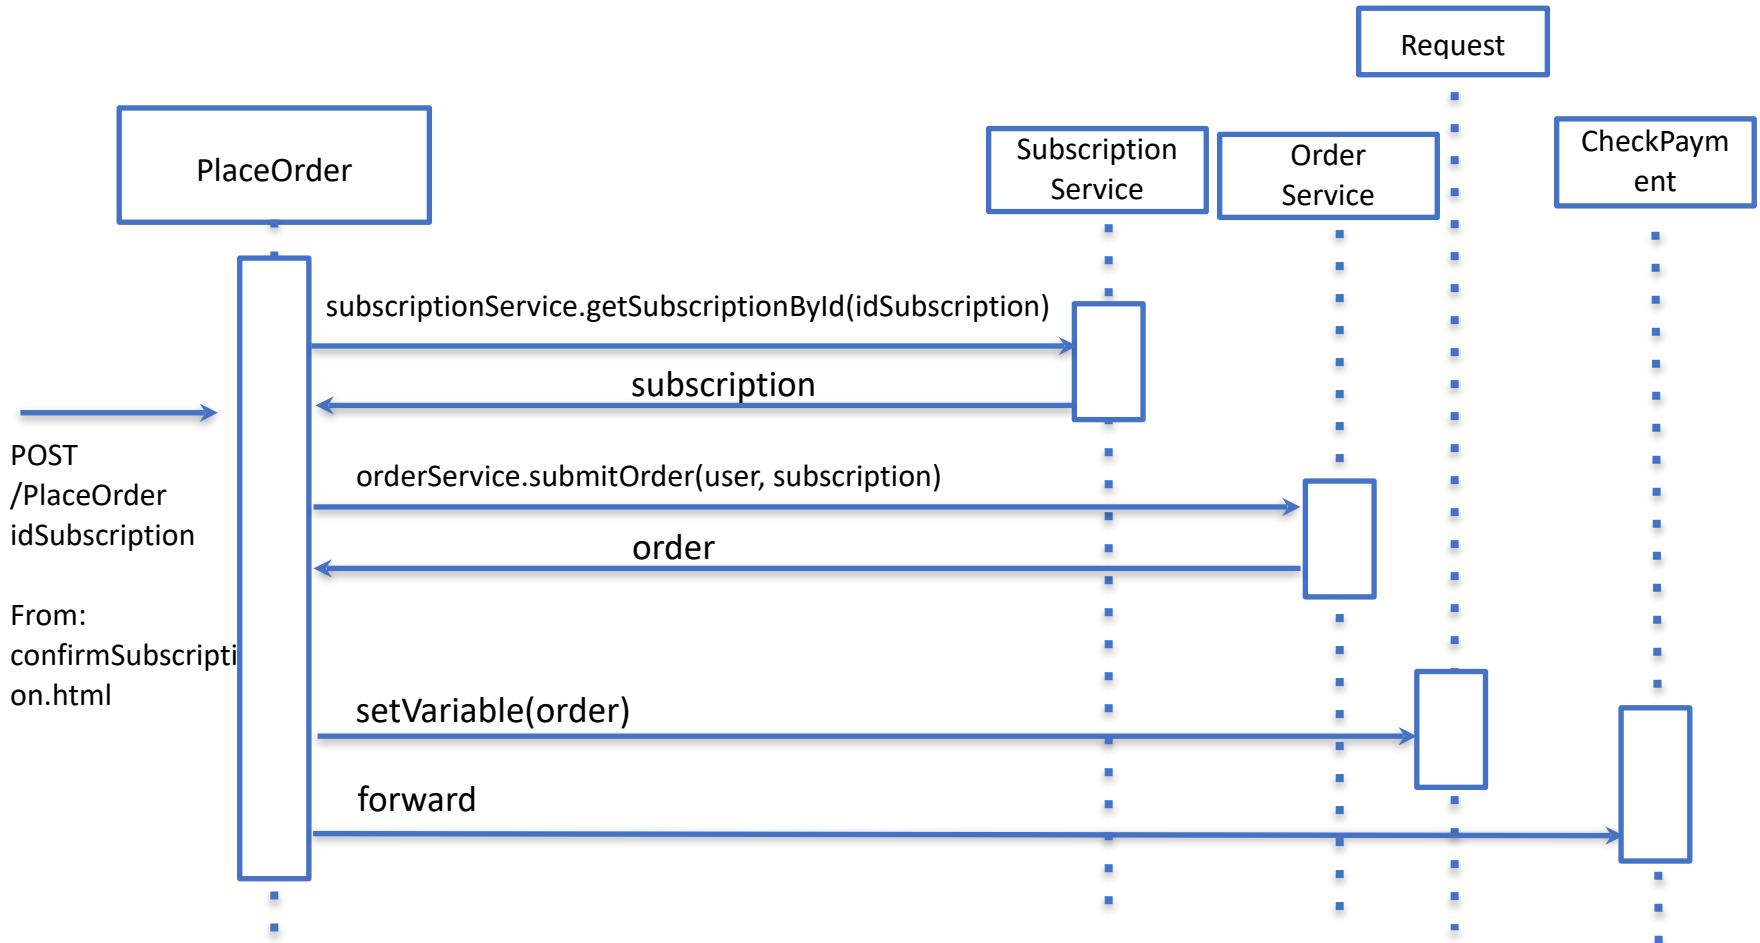 Request
PlaceOrder
Subscription
Service
Order
Service
CheckPaym
ent
subscriptionService.getSubscriptionById(idSubscription)
subscription
POST
/PlaceOrder
idSubscription
From:
confirmSubscripti
on.html
orderService.submitOrder(user, subscription)
order
setVariable(order)
forward